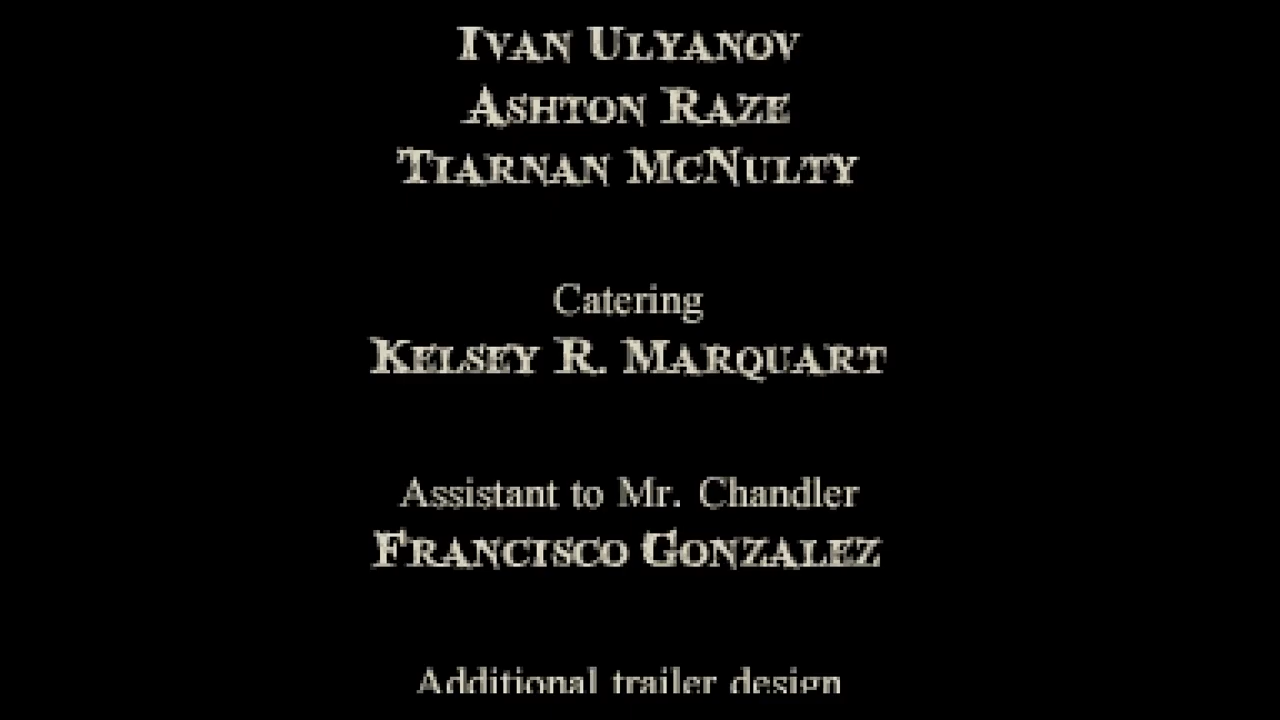 Ivan Ulyanov
Ashton Raze
Tiarnan McNulty
Catering
Kelsey R. Marquart
Assistant to Mr. Chandler
Francisco Gonzalez
Additional trailer design